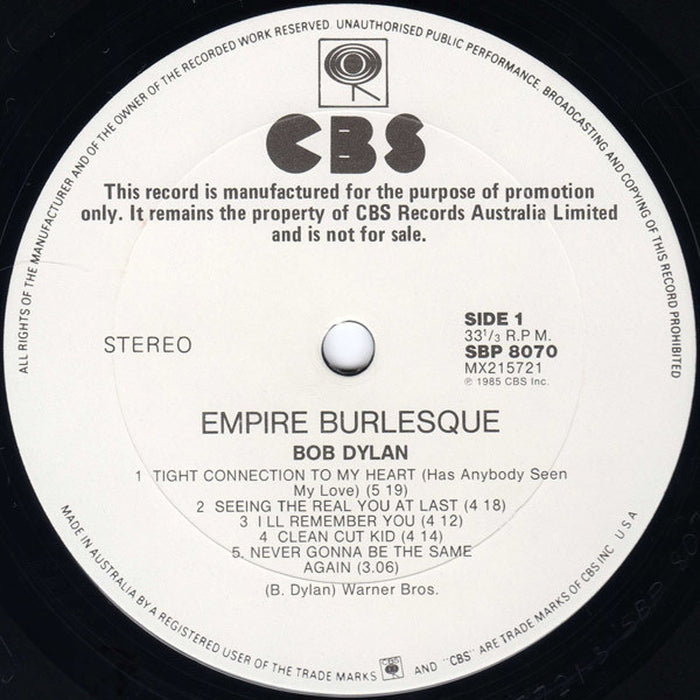 ALL RIGHTS OF THE MANUFACTURER AND OF THE OWNER OF THE RECORDED WORK RESERVED. UNAUTHORISED PUBLIC PERFORMANCE, BROADCASTING AND COPYING OF THIS RECORD PROHIBITED
CBS
This record is manufactured for the purpose of promotion
only. It remains the property of CBS Records Australia Limited
and is not for sale.
STEREO
SIDE 1
33 1/3 R.P.M.
SBP 8070
MX215721
℗ 1985 CBS Inc.
EMPIRE BURLESQUE
BOB DYLAN
1 TIGHT CONNECTION TO MY HEART (Has Anybody Seen
My Love) (5 19)
2 SEEING THE REAL YOU AT LAST (4 18)
3 I LL REMEMBER YOU (4 12)
4 CLEAN CUT KID (4 14)
5. NEVER GONNA BE THE SAME
AGAIN (3.06)
(B. Dylan) Warner Bros.
MADE IN AUSTRALIA BY A REGISTERED USER OF THE TRADE MARKS AND "CBS" ARE TRADE MARKS OF CBS INC U S A